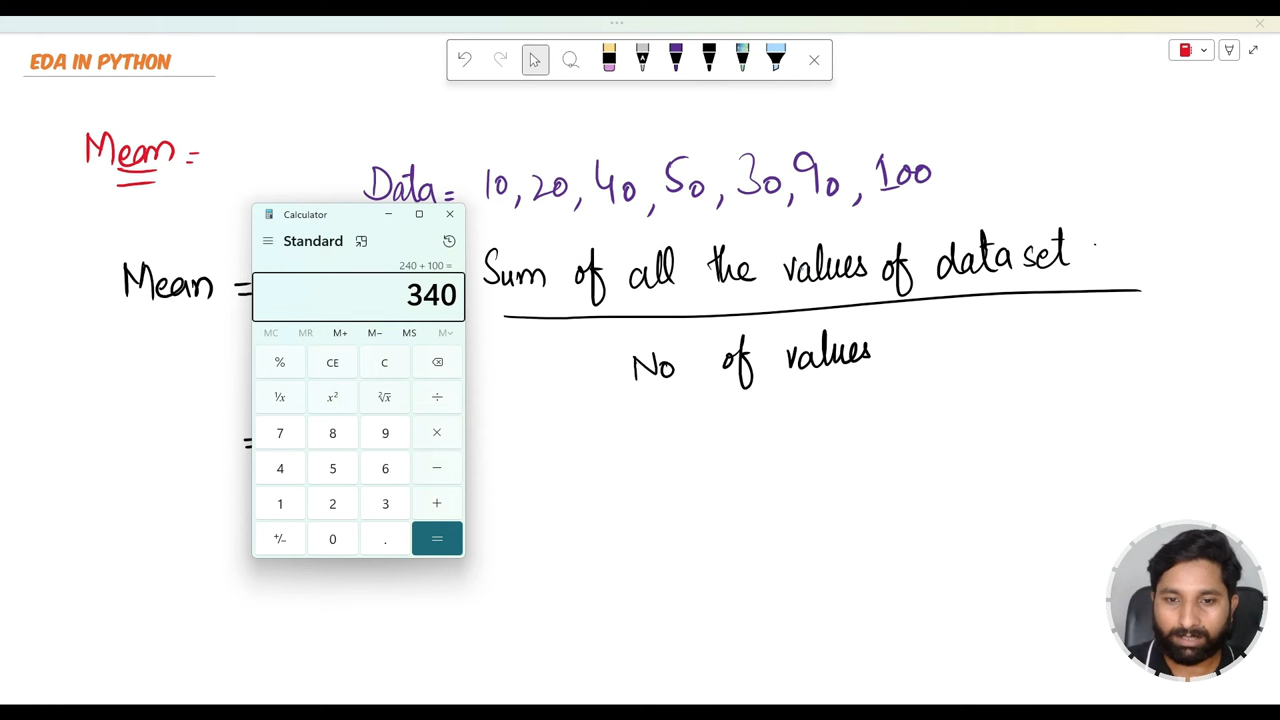 EDA IN PYTHON
Mean =
Data = 10, 20, 40, 50, 30, 90, 100
Calculator
Standard
240 + 100 =
340
Mean = Sum of all the values of data set
No of values
=
MC MR M+ M− MS M˅
% CE C
¹/x x² ²√x ÷
7 8 9 ×
4 5 6 −
1 2 3 +
+/− 0 . =